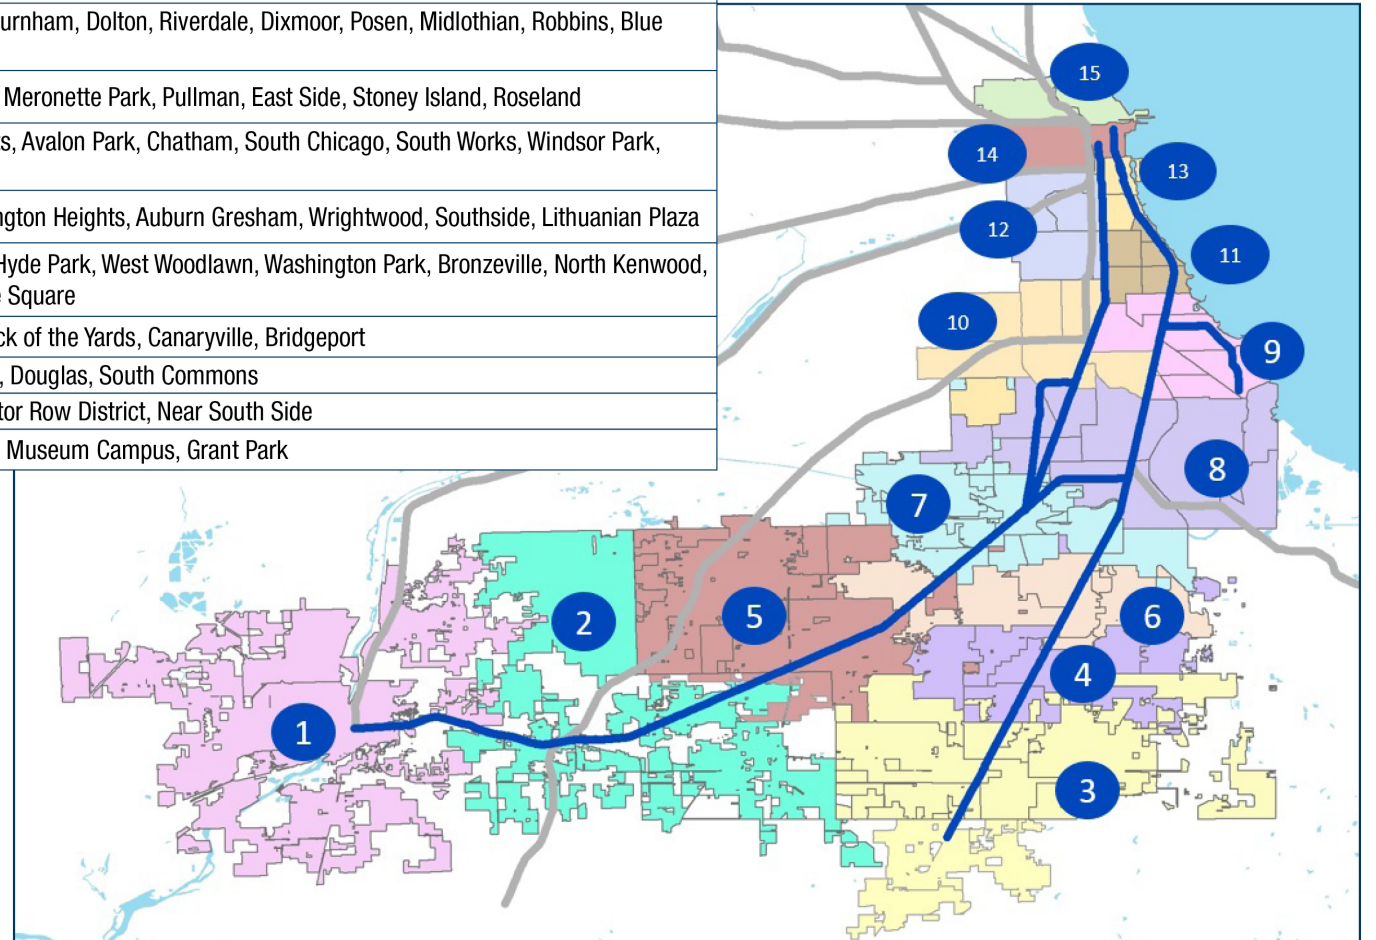 urnham, Dolton, Riverdale, Dixmoor, Posen, Midlothian, Robbins, Blue
Meronette Park, Pullman, East Side, Stoney Island, Roseland
s, Avalon Park, Chatham, South Chicago, South Works, Windsor Park,
ngton Heights, Auburn Gresham, Wrightwood, Southside, Lithuanian Plaza
Hyde Park, West Woodlawn, Washington Park, Bronzeville, North Kenwood,
e Square
ck of the Yards, Canaryville, Bridgeport
, Douglas, South Commons
tor Row District, Near South Side
Museum Campus, Grant Park
15
14
13
12
11
10
9
8
7
5
2
6
4
1
3